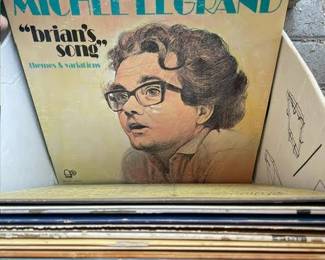 MICHEL LEGRAND
"brian's
song"
themes & variations